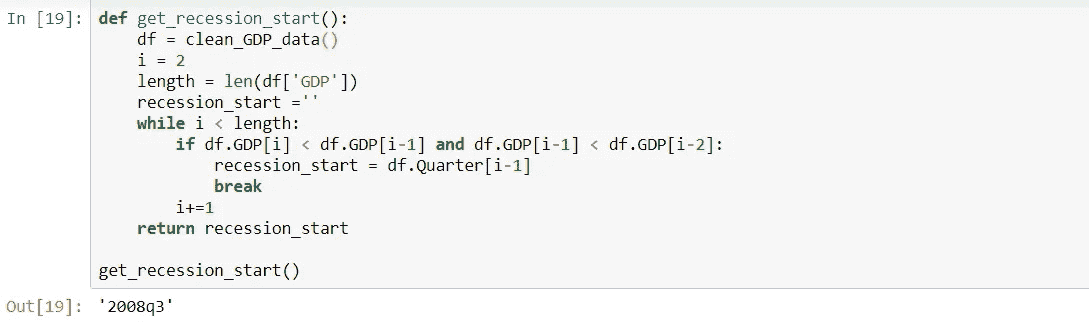 In [19]: def get_recession_start():
    df = clean_GDP_data()
    i = 2
    length = len(df['GDP'])
    recession_start =''
    while i < length:
        if df.GDP[i] < df.GDP[i-1] and df.GDP[i-1] < df.GDP[i-2]:
            recession_start = df.Quarter[i-1]
            break
        i+=1
    return recession_start
get_recession_start()
Out[19]: '2008q3'